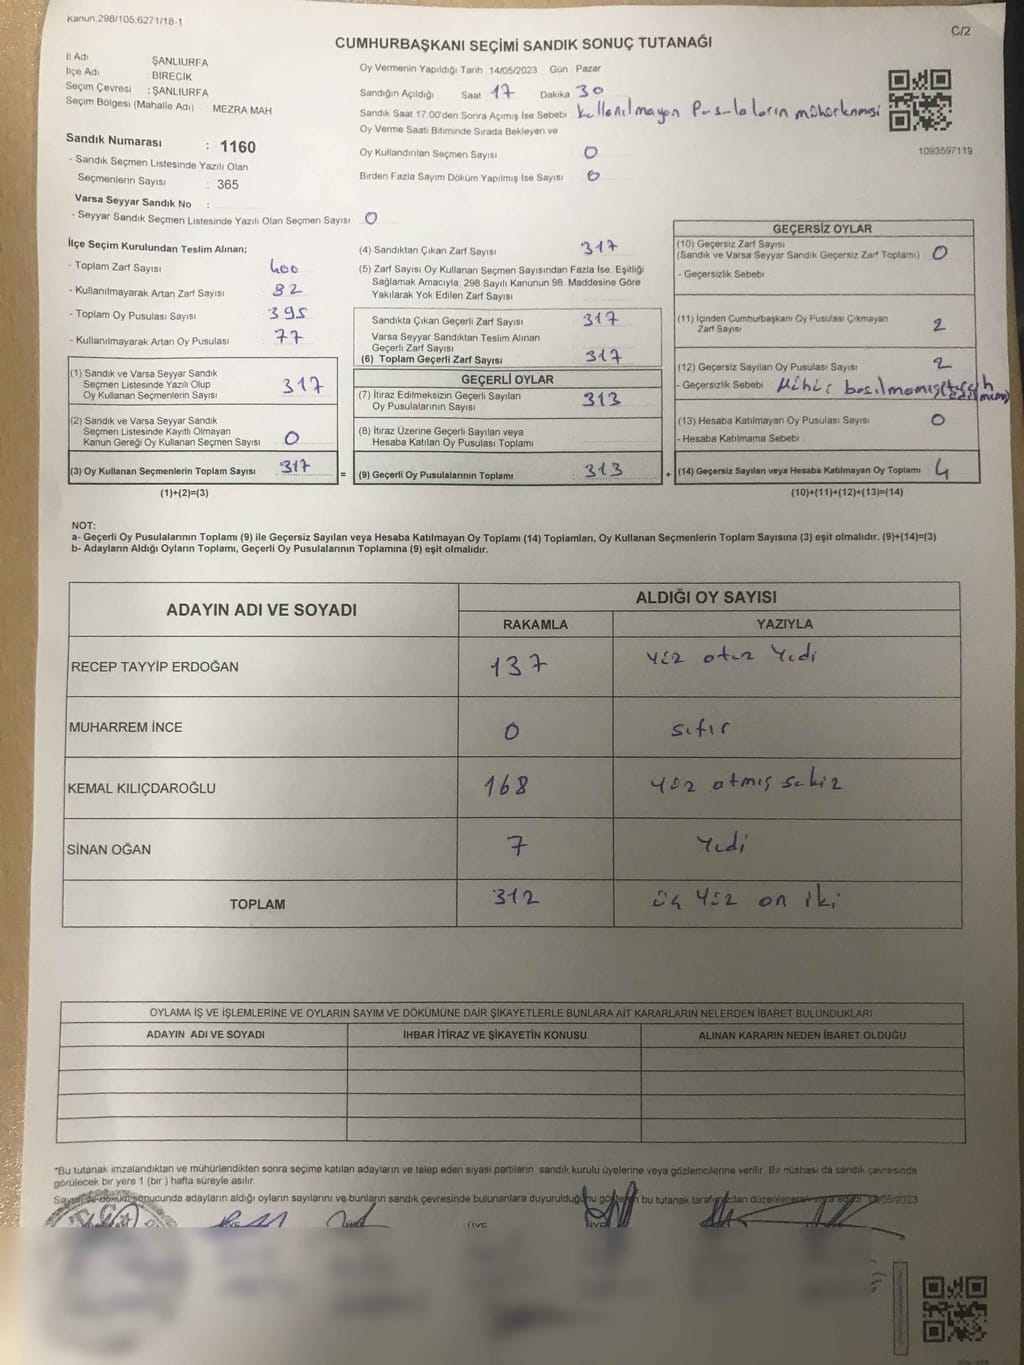 Kanun.298/105.6271/18-1
C/2
CUMHURBAŞKANI SEÇİMİ SANDIK SONUÇ TUTANAĞI
İl Adı ŞANLIURFA
İlçe Adı BİRECİK
Seçim Çevresi : ŞANLIURFA
Seçim Bölgesi (Mahalle Adı) MEZRA MAH
Sandık Numarası : 1160
- Sandık Seçmen Listesinde Yazılı Olan
Seçmenlerin Sayısı : 365
Varsa Seyyar Sandık No :
- Seyyar Sandık Seçmen Listesinde Yazılı Olan Seçmen Sayısı 0
Oy Vermenin Yapıldığı Tarih 14/05/2023 Gün : Pazar
Sandığın Açıldığı Saat 17 Dakika 30
Sandık Saat 17:00'den Sonra Açımış İse Sebebi Kullanılmayan Pusulaların mühürlenmesi
Oy Verme Saati Bitiminde Sırada Bekleyen ve
Oy Kullandırılan Seçmen Sayısı 0
Birden Fazla Sayım Döküm Yapılmış İse Sayısı 0
1093597119
İlçe Seçim Kurulundan Teslim Alınan;
- Toplam Zarf Sayısı 400
- Kullanılmayarak Artan Zarf Sayısı 82
- Toplam Oy Pusulası Sayısı 395
- Kullanılmayarak Artan Oy Pusulası 77
(1) Sandık ve Varsa Seyyar Sandık
Seçmen Listesinde Yazılı Olup
Oy Kullanan Seçmenlerin Sayısı 317
(2) Sandık ve Varsa Seyyar Sandık
Seçmen Listesinde Kayıtlı Olmayan
Kanun Gereği Oy Kullanan Seçmen Sayısı 0
(3) Oy Kullanan Seçmenlerin Toplam Sayısı 317 =
(1)+(2)=(3)
(4) Sandıktan Çıkan Zarf Sayısı 317
(5) Zarf Sayısı Oy Kullanan Seçmen Sayısından Fazla İse, Eşitliği
Sağlamak Amacıyla, 298 Sayılı Kanunun 98. Maddesine Göre
Yakılarak Yok Edilen Zarf Sayısı
Sandıkta Çıkan Geçerli Zarf Sayısı 317
Varsa Seyyar Sandıktan Teslim Alınan
Geçerli Zarf Sayısı
(6) Toplam Geçerli Zarf Sayısı 317
GEÇERLİ OYLAR
(7) İtiraz Edilmeksizin Geçerli Sayılan
Oy Pusulalarının Sayısı 313
(8) İtiraz Üzerine Geçerli Sayılan veya
Hesaba Katılan Oy Pusulası Toplamı
(9) Geçerli Oy Pusulalarının Toplamı : 313 +
GEÇERSİZ OYLAR
(10) Geçersiz Zarf Sayısı
(Sandık ve Varsa Seyyar Sandık Geçersiz Zarf Toplamı) 0
- Geçersizlik Sebebi
(11) İçinden Cumhurbaşkanı Oy Pusulası Çıkmayan
Zarf Sayısı 2
(12) Geçersiz Sayılan Oy Pusulası Sayısı 2
- Geçersizlik Sebebi Mühür basılmamış
(13) Hesaba Katılmayan Oy Pusulası Sayısı 0
- Hesaba Katılmama Sebebi
(14) Geçersiz Sayılan veya Hesaba Katılmayan Oy Toplamı 4
(10)+(11)+(12)+(13)=(14)
NOT:
a- Geçerli Oy Pusulalarının Toplamı (9) ile Geçersiz Sayılan veya Hesaba Katılmayan Oy Toplamı (14) Toplamları, Oy Kullanan Seçmenlerin Toplam Sayısına (3) eşit olmalıdır. (9)+(14)=(3)
b- Adayların Aldığı Oyların Toplamı, Geçerli Oy Pusulalarının Toplamına (9) eşit olmalıdır.
ADAYIN ADI VE SOYADI
ALDIĞI OY SAYISI
RAKAMLA YAZIYLA
RECEP TAYYİP ERDOĞAN 137 yüz otuz yedi
MUHARREM İNCE 0 sıfır
KEMAL KILIÇDAROĞLU 168 yüz atmış sekiz
SİNAN OĞAN 7 Yedi
TOPLAM 312 üç yüz on iki
OYLAMA İŞ VE İŞLEMLERİNE VE OYLARIN SAYIM VE DÖKÜMÜNE DAİR ŞİKAYETLERLE BUNLARA AİT KARARLARIN NELERDEN İBARET BULUNDUKLARI
ADAYIN ADI VE SOYADI İHBAR İTİRAZ VE ŞİKAYETİN KONUSU ALINAN KARARIN NEDEN İBARET OLDUĞU
*Bu tutanak imzalandıktan ve mühürlendikten sonra seçime katılan adayların ve talep eden siyasi partilerin sandık kurulu üyelerine veya gözlemcilerine verilir. Bir nüshası da sandık çevresinde
görülecek bir yere 1 (bir) hafta süreyle asılır.
Sayım ve döküm sonucunda adayların aldığı oyların sayılarını ve bunların sandık çevresinde bulunanlara duyurulduğunu gösteren bu tutanak tarafımızdan düzenlenerek
ÜYE